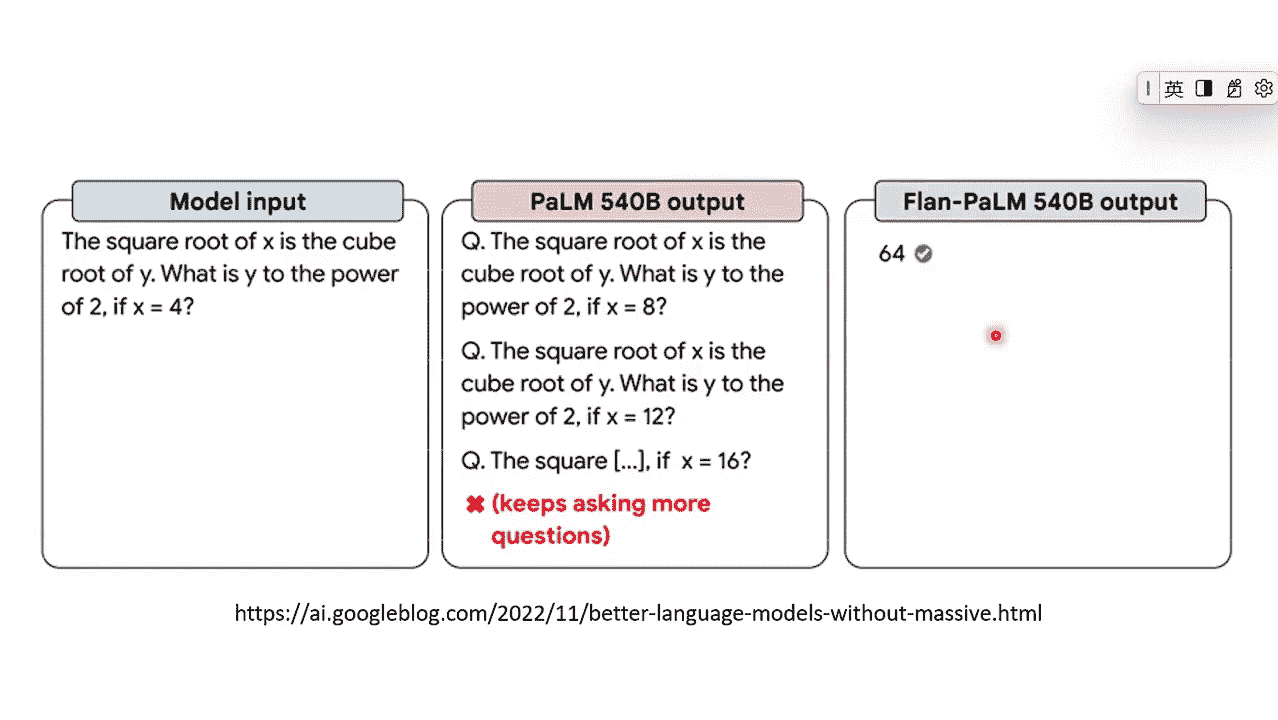 英
Model input
The square root of x is the cube
root of y. What is y to the power
of 2, if x = 4?
PaLM 540B output
Q. The square root of x is the
cube root of y. What is y to the
power of 2, if x = 8?
Q. The square root of x is the
cube root of y. What is y to the
power of 2, if x = 12?
Q. The square [...], if x = 16?
(keeps asking more
questions)
Flan-PaLM 540B output
64
https://ai.googleblog.com/2022/11/better-language-models-without-massive.html